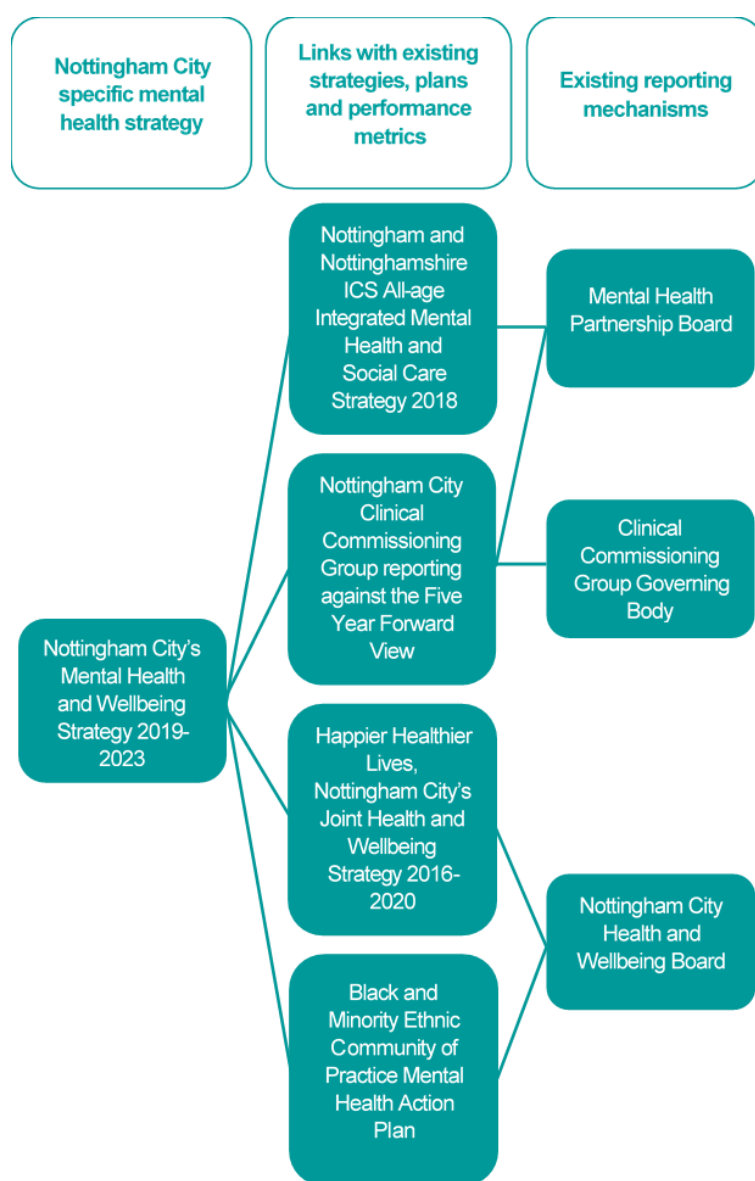 Nottingham City
specific mental
health strategy
Links with existing
strategies, plans
and performance
metrics
Existing reporting
mechanisms
Nottingham City’s
Mental Health
and Wellbeing
Strategy 2019-
2023
Nottingham and
Nottinghamshire
ICS All-age
Integrated Mental
Health and
Social Care
Strategy 2018
Nottingham City
Clinical
Commissioning
Group reporting
against the Five
Year Forward
View
Happier Healthier
Lives,
Nottingham City’s
Joint Health and
Wellbeing
Strategy 2016-
2020
Black and
Minority Ethnic
Community of
Practice Mental
Health Action
Plan
Mental Health
Partnership Board
Clinical
Commissioning
Group Governing
Body
Nottingham City
Health and
Wellbeing Board